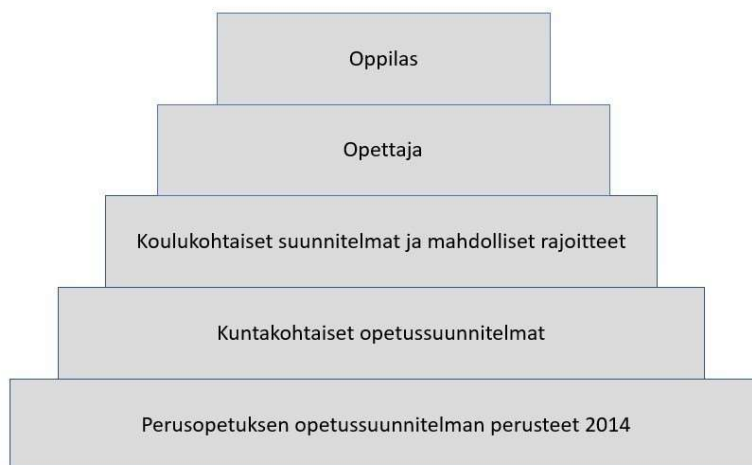 Oppilas
Opettaja
Koulukohtaiset suunnitelmat ja mahdolliset rajoitteet
Kuntakohtaiset opetussuunnitelmat
Perusopetuksen opetussuunnitelman perusteet 2014